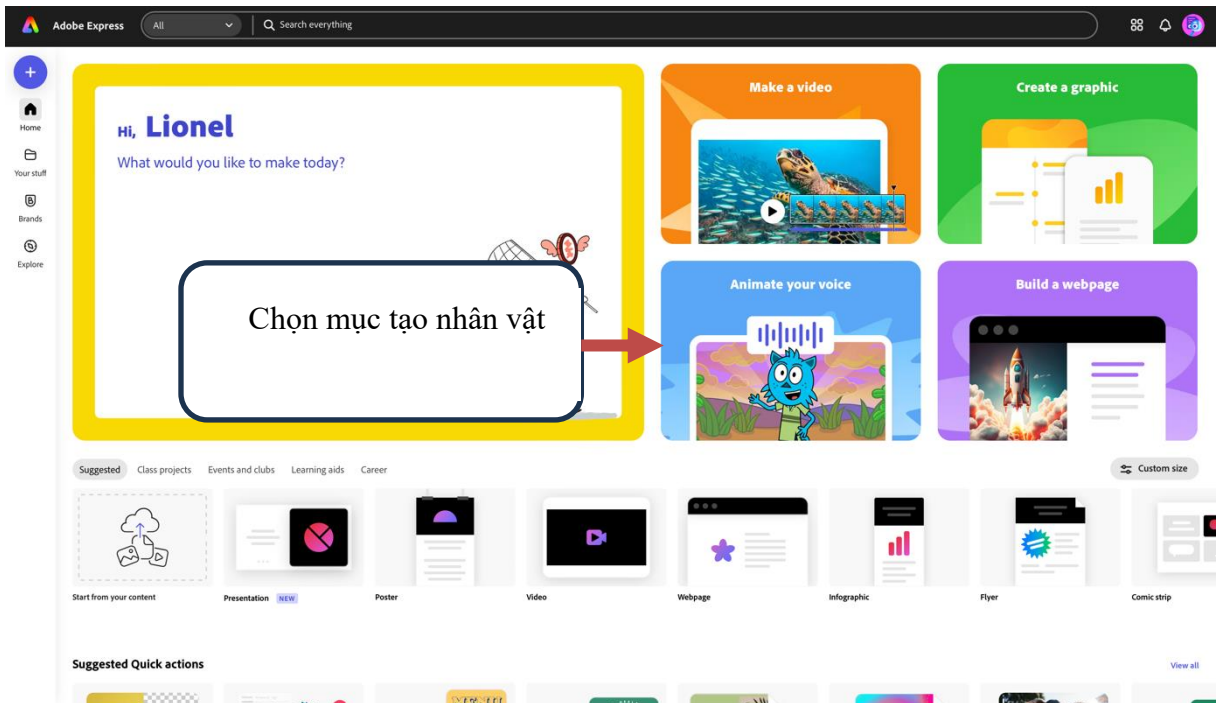 Adobe Express
All
Search everything
Home
Your stuff
Brands
Explore
Hi, Lionel
What would you like to make today?
Make a video
Create a graphic
Chọn mục tạo nhân vật
Animate your voice
Build a webpage
Suggested Class projects Events and clubs Learning aids Career
Custom size
Start from your content
Presentation NEW
Poster
Video
Webpage
Infographic
Flyer
Comic strip
Suggested Quick actions
View all